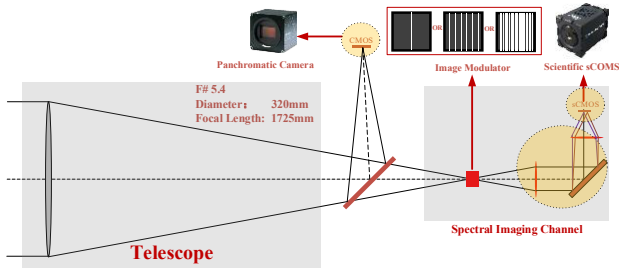 CMOS
OR
OR
Panchromatic Camera
Image Modulator
Scientific sCOMS
F# 5.4
Diameter： 320mm
Focal Length: 1725mm
sCMOS
Spectral Imaging Channel
Telescope